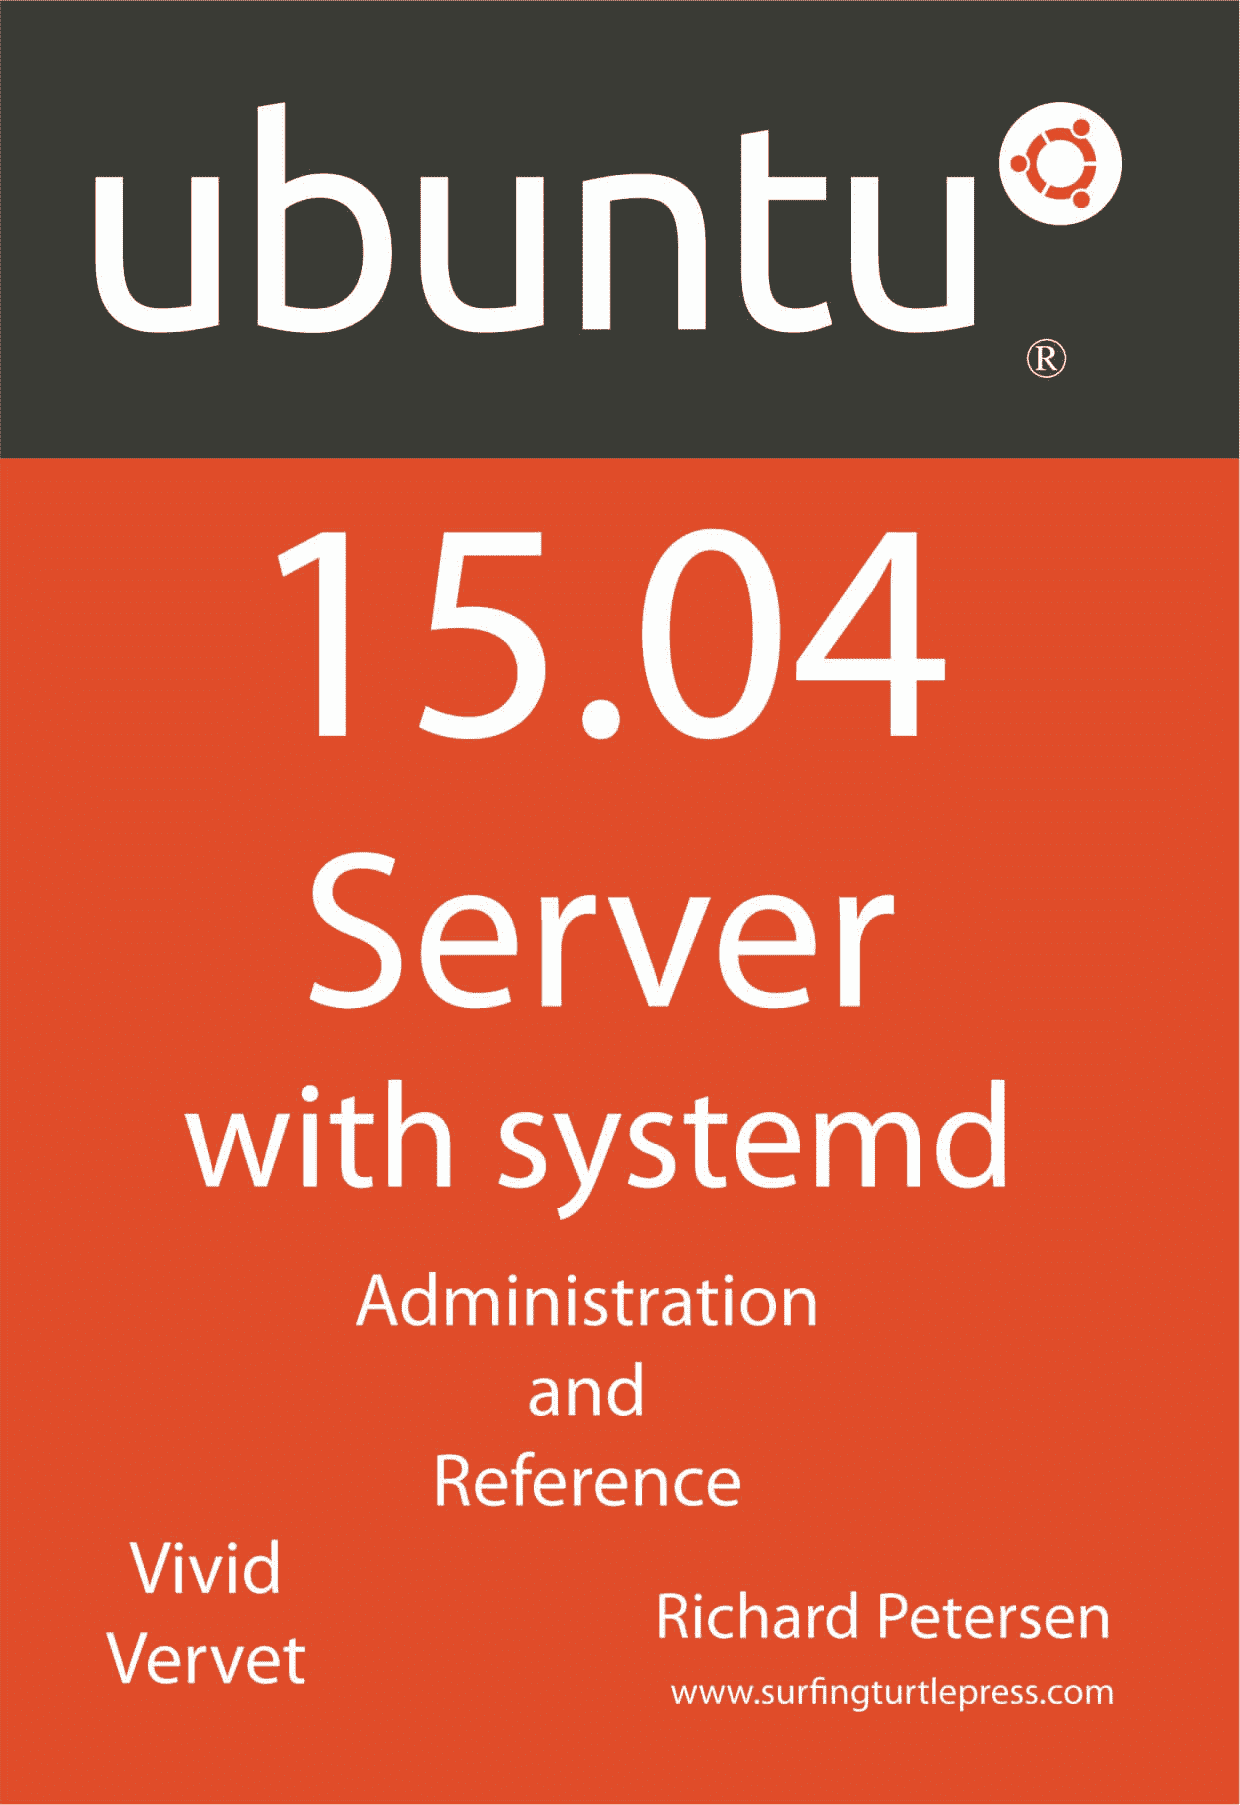 ubuntu
®
15.04
Server
with systemd
Administration
and
Reference
Vivid
Vervet
Richard Petersen
www.surfingturtlepress.com